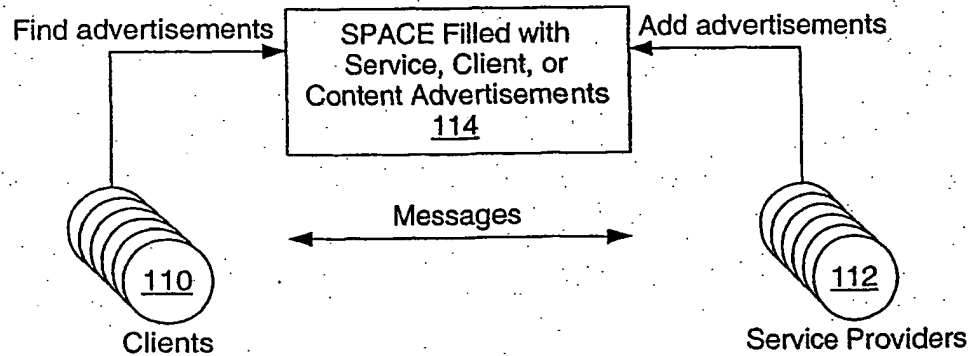 Find advertisements
SPACE Filled with
Service, Client, or
Content Advertisements
114
Add advertisements
Messages
110
Clients
112
Service Providers